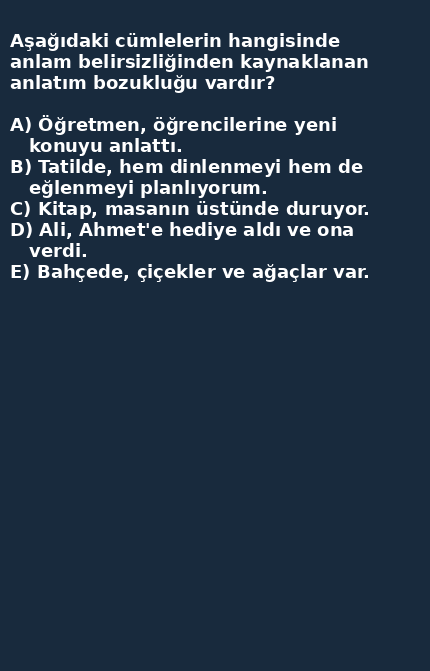 Aşağıdaki cümlelerin hangisinde
anlam belirsizliğinden kaynaklanan
anlatım bozukluğu vardır?
A) Öğretmen, öğrencilerine yeni
konuyu anlattı.
B) Tatilde, hem dinlenmeyi hem de
eğlenmeyi planlıyorum.
C) Kitap, masanın üstünde duruyor.
D) Ali, Ahmet'e hediye aldı ve ona
verdi.
E) Bahçede, çiçekler ve ağaçlar var.